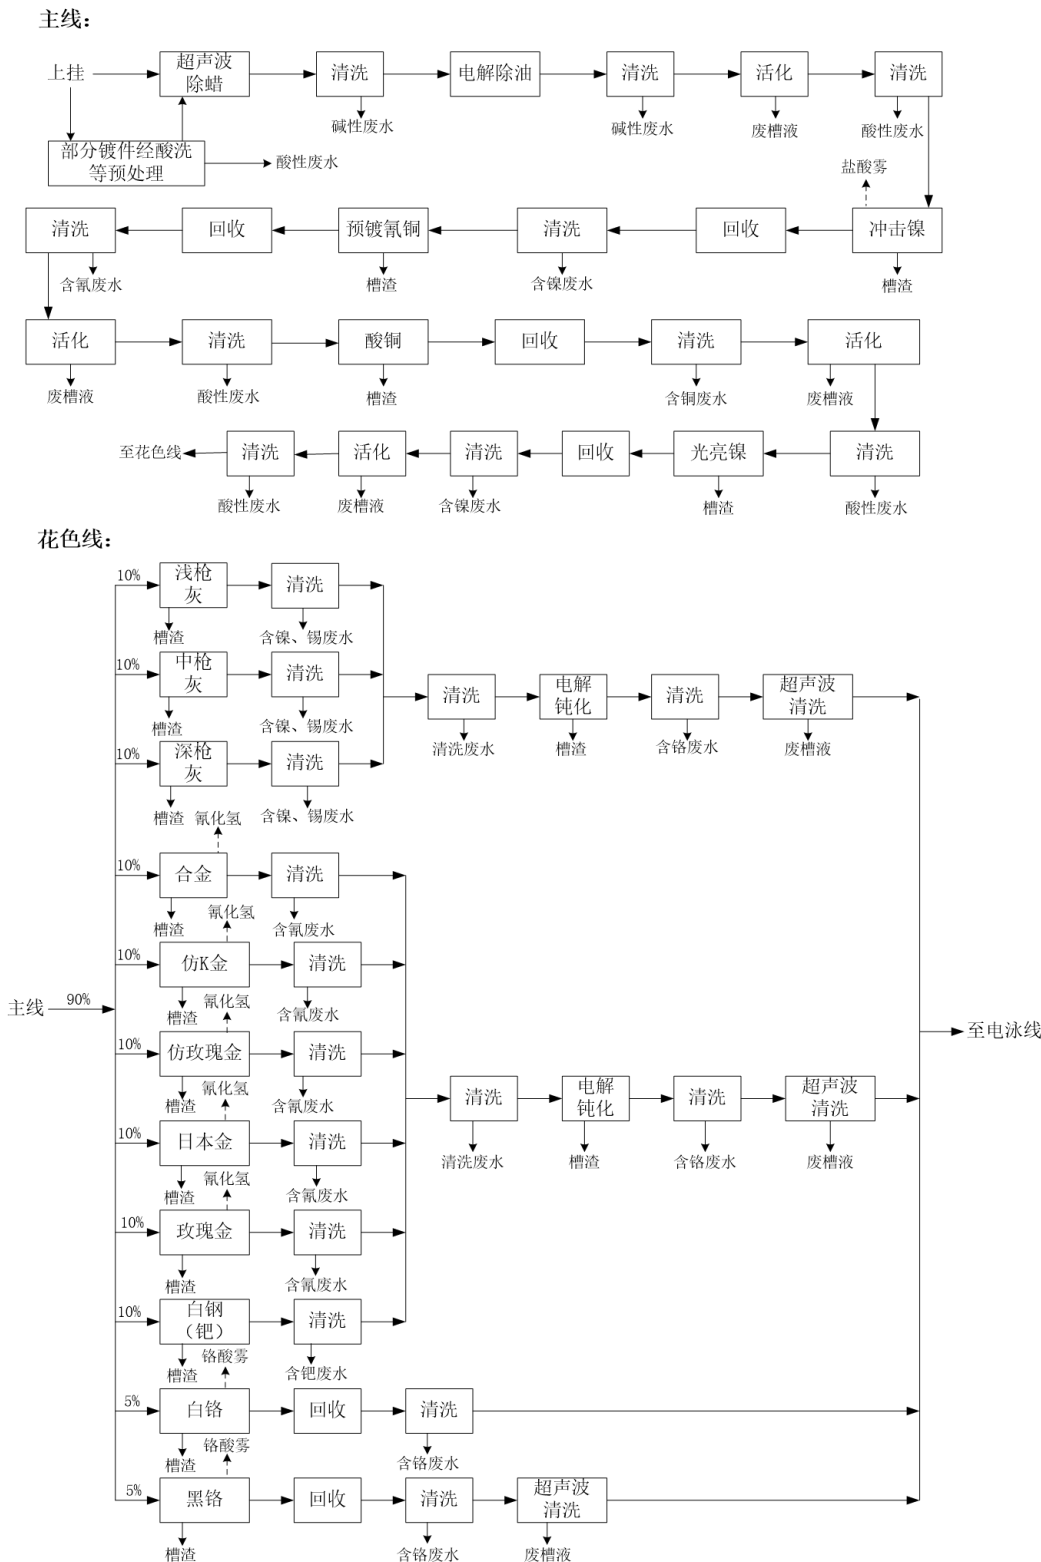 主线：
上挂
超声波
除蜡
清洗
电解除油
清洗
活化
清洗
碱性废水
碱性废水
废槽液
酸性废水
部分镀件经酸洗
等预处理
酸性废水
盐酸雾
清洗
回收
预镀氰铜
清洗
回收
冲击镍
含氰废水
槽渣
含镍废水
槽渣
活化
清洗
酸铜
回收
清洗
活化
废槽液
酸性废水
槽渣
含铜废水
废槽液
至花色线
清洗
活化
清洗
回收
光亮镍
清洗
酸性废水
废槽液
含镍废水
槽渣
酸性废水
花色线：
10%
浅枪
灰
清洗
槽渣
含镍、锡废水
10%
中枪
灰
清洗
槽渣
含镍、锡废水
清洗
电解
钝化
清洗
超声波
清洗
清洗废水
槽渣
含铬废水
废槽液
10%
深枪
灰
清洗
槽渣
氰化氢
含镍、锡废水
10%
合金
清洗
槽渣
氰化氢
含氰废水
10%
仿K金
清洗
槽渣
氰化氢
含氰废水
主线
90%
至电泳线
10%
仿玫瑰金
清洗
槽渣
氰化氢
含氰废水
清洗
电解
钝化
清洗
超声波
清洗
清洗废水
槽渣
含铬废水
废槽液
10%
日本金
清洗
槽渣
氰化氢
含氰废水
10%
玫瑰金
清洗
槽渣
含氰废水
10%
白钢
（钯）
清洗
槽渣
铬酸雾
含钯废水
5%
白铬
回收
清洗
槽渣
铬酸雾
含铬废水
5%
黑铬
回收
清洗
超声波
清洗
槽渣
含铬废水
废槽液